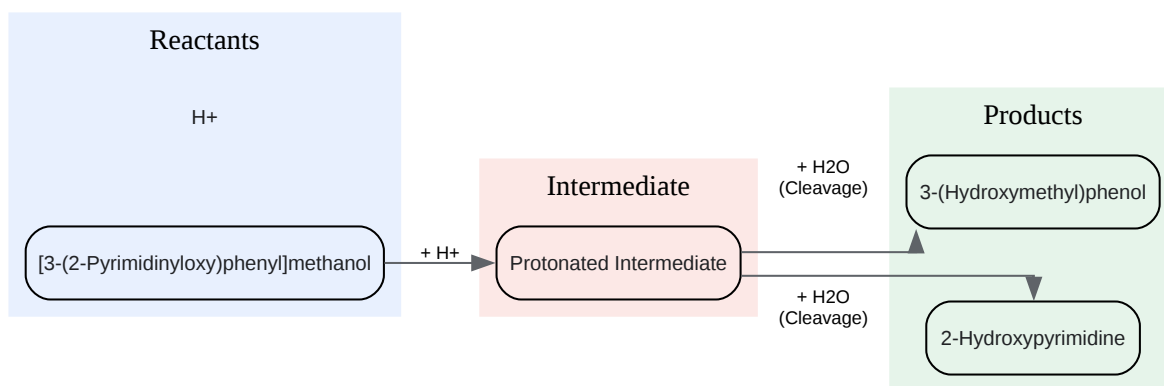 Reactants
H+
[3-(2-Pyrimidinyloxy)phenyl]methanol
+ H+
Intermediate
Protonated Intermediate
+ H2O
(Cleavage)
+ H2O
(Cleavage)
Products
3-(Hydroxymethyl)phenol
2-Hydroxypyrimidine